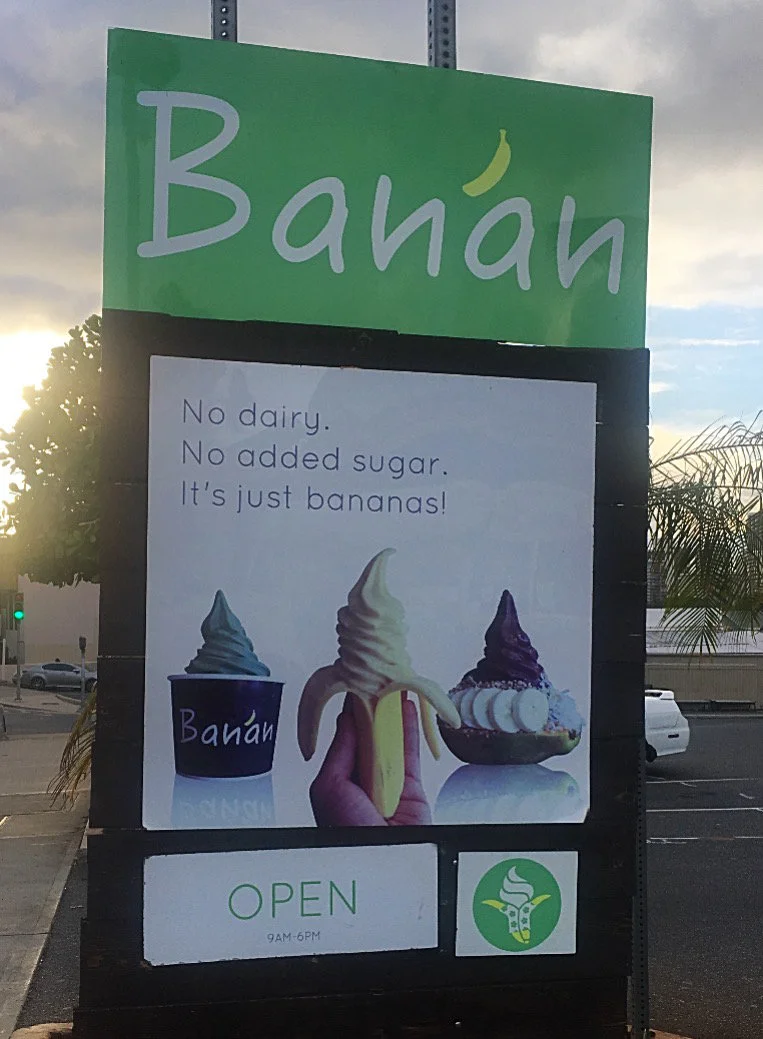 Banán
No dairy.
No added sugar.
It's just bananas!
Banán
OPEN
9AM-6PM